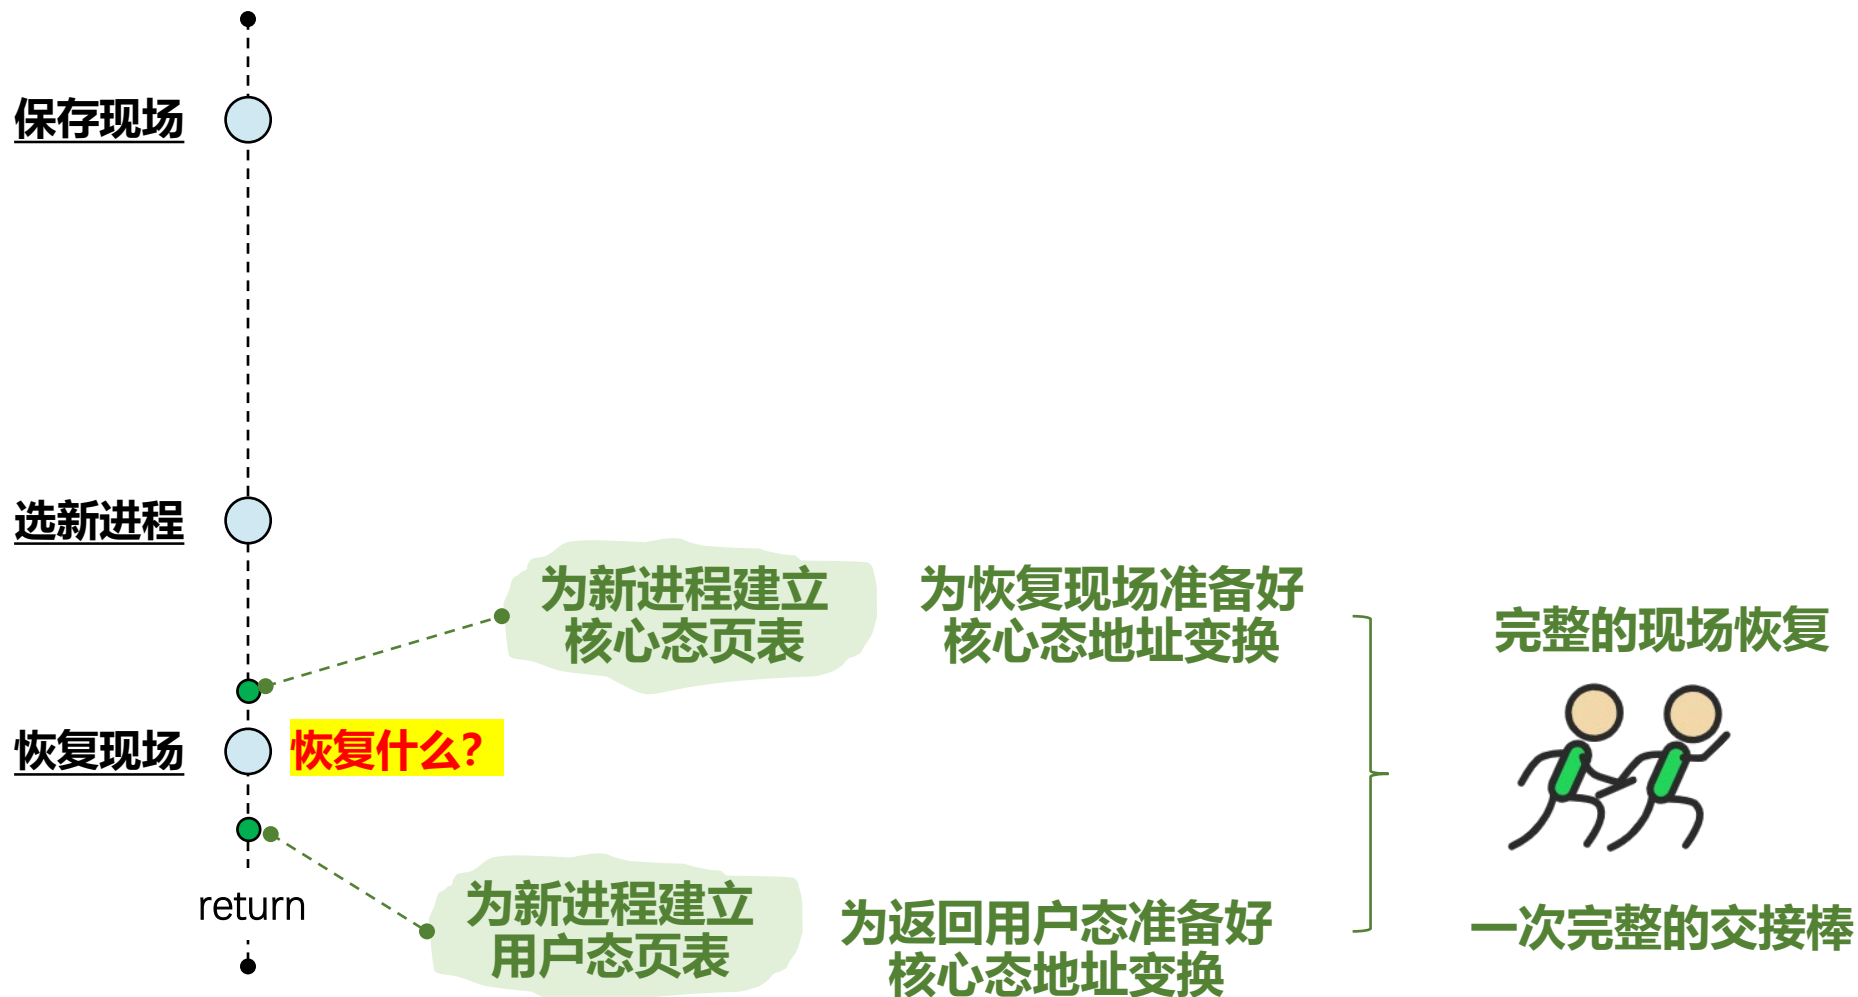 保存现场
选新进程
为新进程建立
核心态页表
为恢复现场准备好
核心态地址变换
完整的现场恢复
恢复现场
恢复什么？
return
为新进程建立
用户态页表
为返回用户态准备好
核心态地址变换
一次完整的交接棒